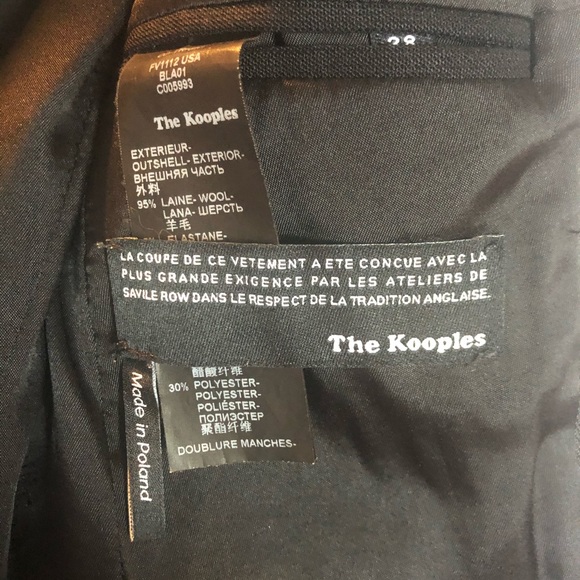 28
FV1112 USA
BLA01
C005993
The Kooples
EXTERIEUR-
OUTSHELL- EXTERIOR-
ВНЕШНЯЯ ЧАСТЬ
外料
95% LAINE- WOOL-
LANA- ШЕРСТЬ
羊毛
ELASTANE-
LA COUPE DE CE VETEMENT A ETE CONCUE AVEC LA
PLUS GRANDE EXIGENCE PAR LES ATELIERS DE
SAVILE ROW DANS LE RESPECT DE LA TRADITION ANGLAISE.
The Kooples
醋酸纤维
30% POLYESTER-
POLYESTER-
POLIÉSTER-
ПОЛИЭСТЕР
聚酯纤维
DOUBLURE MANCHES-
Made in Poland